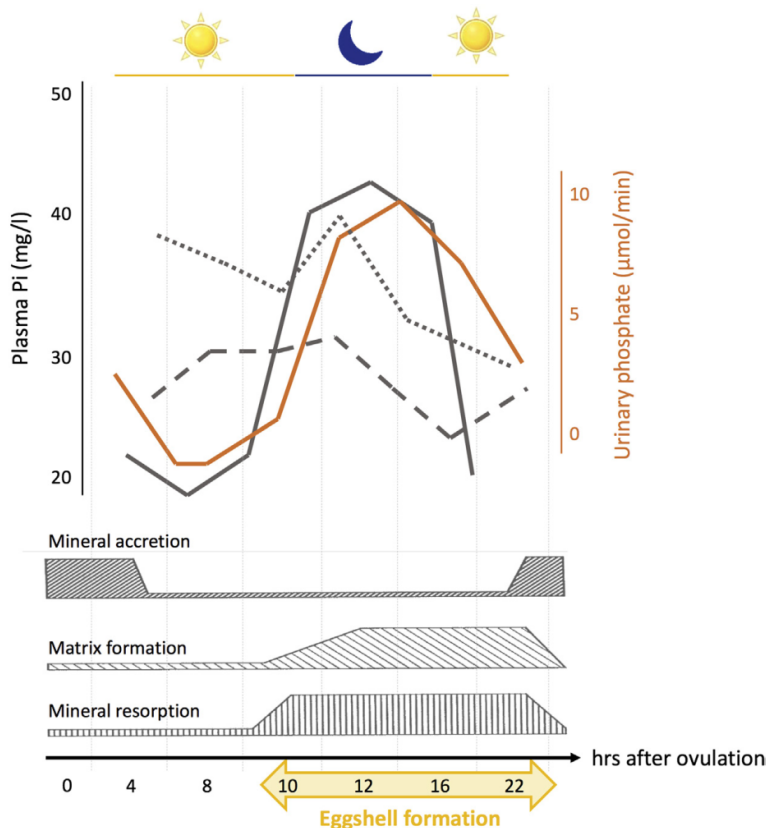 50
40
30
20
Plasma Pi (mg/l)
10
5
0
Urinary phosphate (µmol/min)
Mineral accretion
Matrix formation
Mineral resorption
hrs after ovulation
0 4 8 10 12 16 22
Eggshell formation